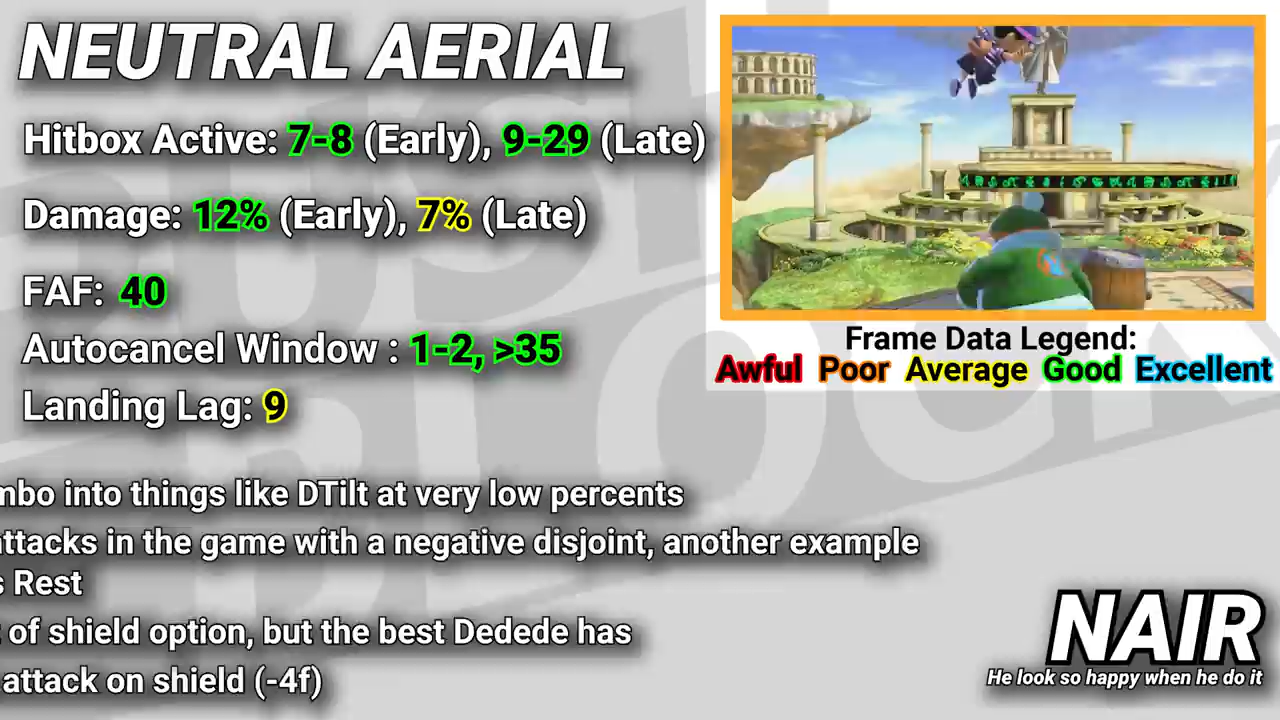 NEUTRAL AERIAL
Hitbox Active: 7-8 (Early), 9-29 (Late)
Damage: 12% (Early), 7% (Late)
FAF: 40
Autocancel Window : 1-2, >35
Landing Lag: 9
Frame Data Legend:
Awful Poor Average Good Excellent
into things like DTilt at very low percents
attacks in the game with a negative disjoint, another example
Rest
of shield option, but the best Dedede has
attack on shield (-4f)
NAIR
He look so happy when he do it